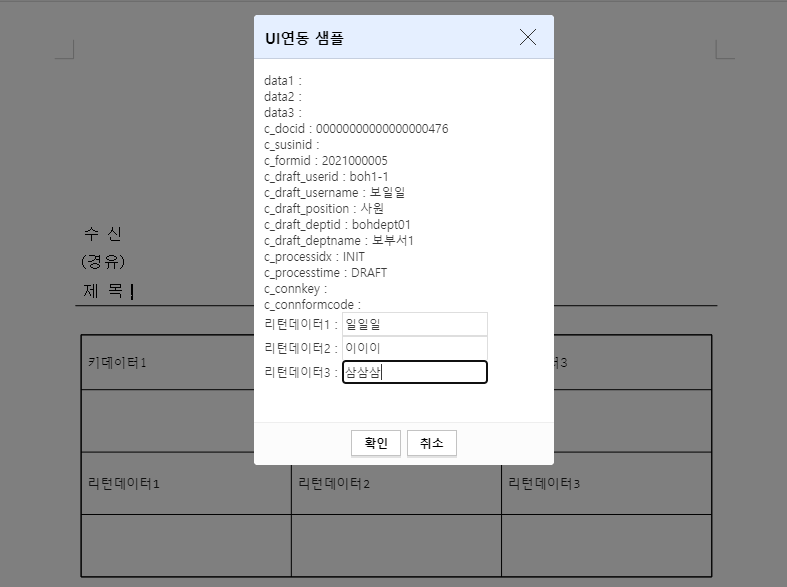 UI연동 샘플
data1 :
data2 :
data3 :
c_docid : 00000000000000000476
c_susinid :
c_formid : 2021000005
c_draft_userid : boh1-1
c_draft_username : 보일일
c_draft_position : 사원
c_draft_deptid : bohdept01
c_draft_deptname : 보부서1
c_processidx : INIT
c_processtime : DRAFT
c_connkey :
c_connformcode :
리턴데이터1 : 일일일
리턴데이터2 : 이이이
리턴데이터3 : 삼삼삼
확인 취소
수 신
(경유)
제 목
키데이터1
리턴데이터1 리턴데이터2 리턴데이터3